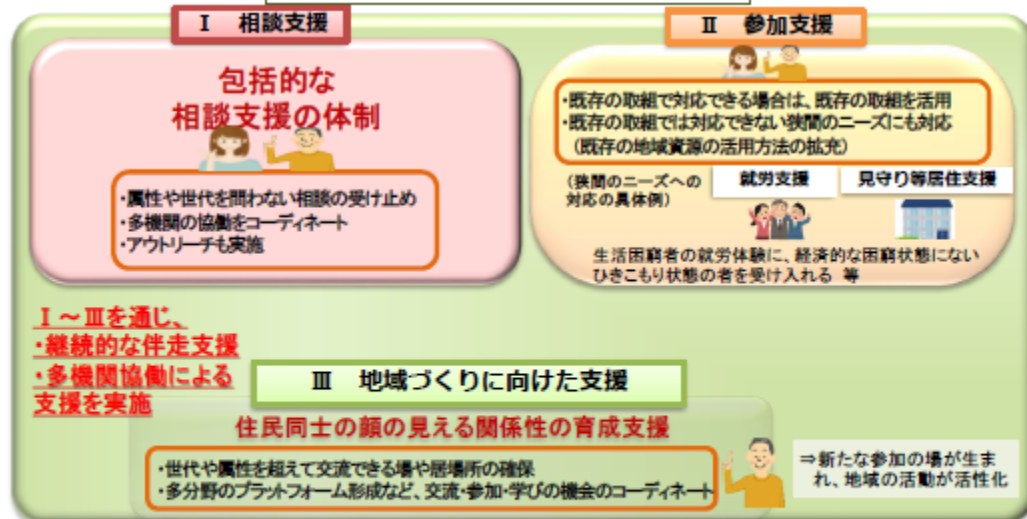 Ⅰ 相談支援
包括的な
相談支援の体制
・属性や世代を問わない相談の受け止め
・多機関の協働をコーディネート
・アウトリーチも実施
Ⅱ 参加支援
・既存の取組で対応できる場合は、既存の取組を活用
・既存の取組では対応できない狭間のニーズにも対応
(既存の地域資源の活用方法の拡充)
(狭間のニーズへの
対応の具体例)
就労支援
見守り等居住支援
生活困窮者の就労体験に、経済的な困窮状態にない
ひきこもり状態の者を受け入れる 等
Ⅰ～Ⅲを通じ、
・継続的な伴走支援
・多機関協働による
支援を実施
Ⅲ 地域づくりに向けた支援
住民同士の顔の見える関係性の育成支援
・世代や属性を超えて交流できる場や居場所の確保
・多分野のプラットフォーム形成など、交流・参加・学びの機会のコーディネート
⇒新たな参加の場が生ま
れ、地域の活動が活性化